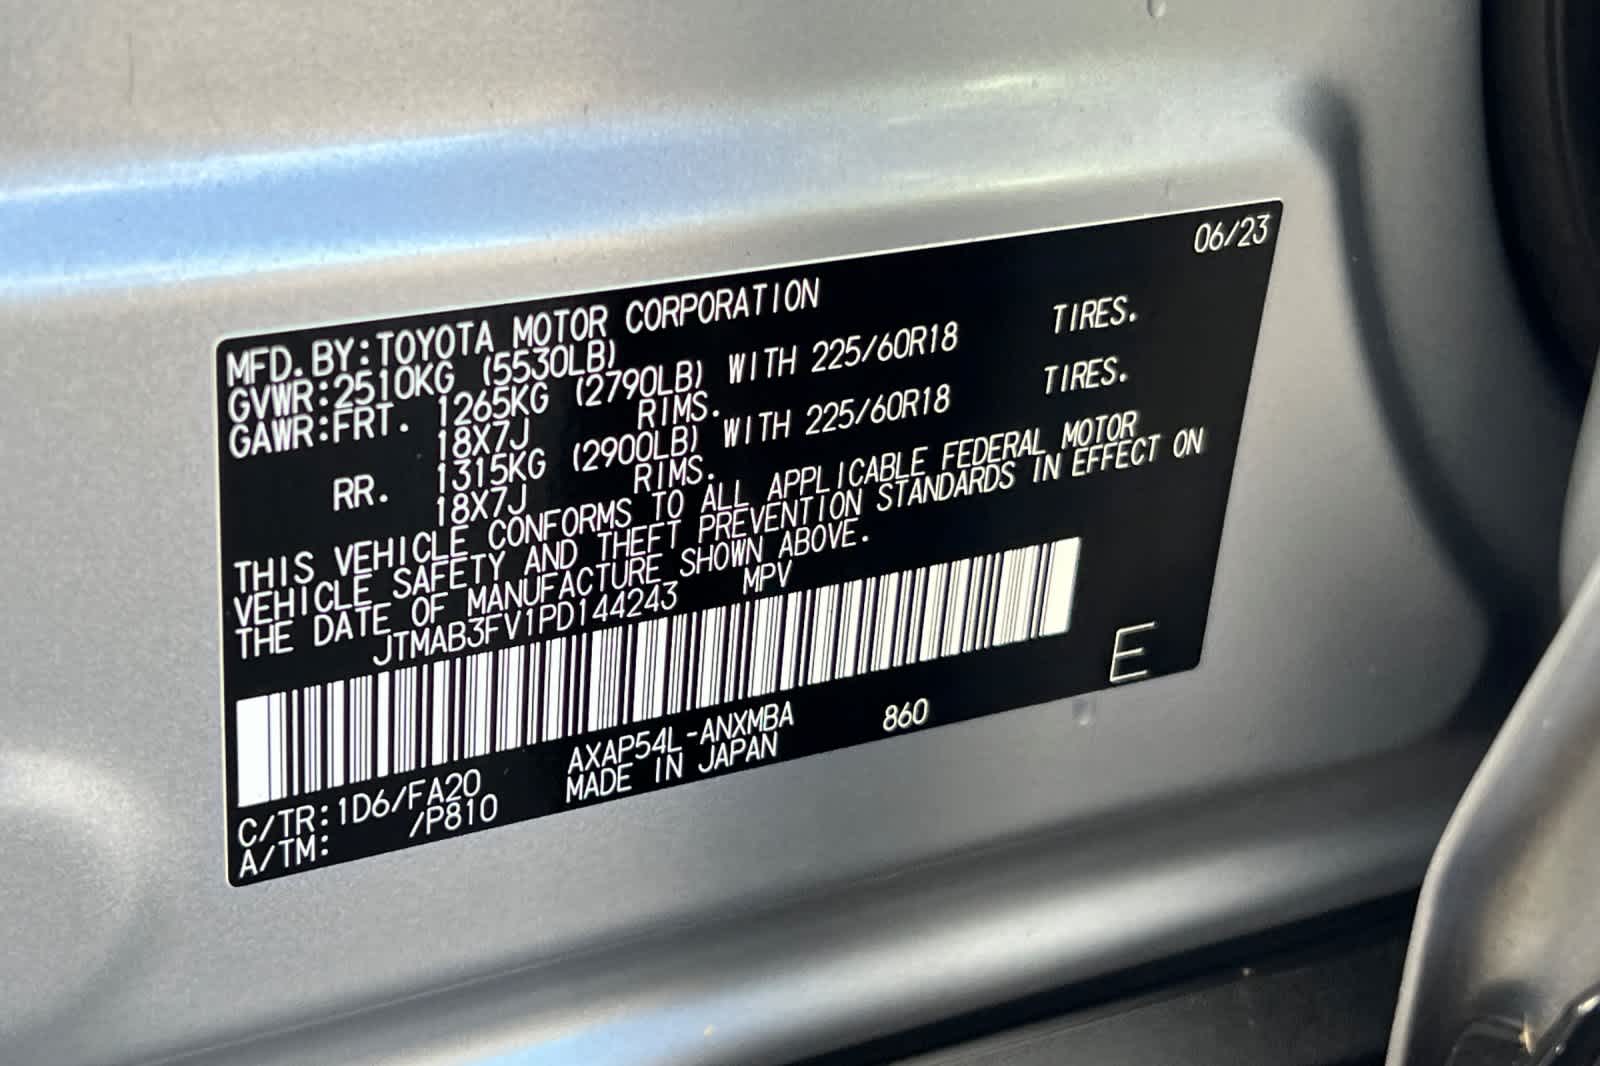 06/23
MFD.BY:TOYOTA MOTOR CORPORATION
GVWR:2510KG (5530LB)
GAWR:FRT. 1265KG (2790LB) WITH 225/60R18 TIRES.
18X7J RIMS.
RR. 1315KG (2900LB) WITH 225/60R18 TIRES.
18X7J RIMS.
THIS VEHICLE CONFORMS TO ALL APPLICABLE FEDERAL MOTOR
VEHICLE SAFETY AND THEFT PREVENTION STANDARDS IN EFFECT ON
THE DATE OF MANUFACTURE SHOWN ABOVE.
JTMAB3FV1PD144243 MPV
E
C/TR:1D6/FA20 AXAP54L-ANXMBA 860
A/TM: /P810 MADE IN JAPAN